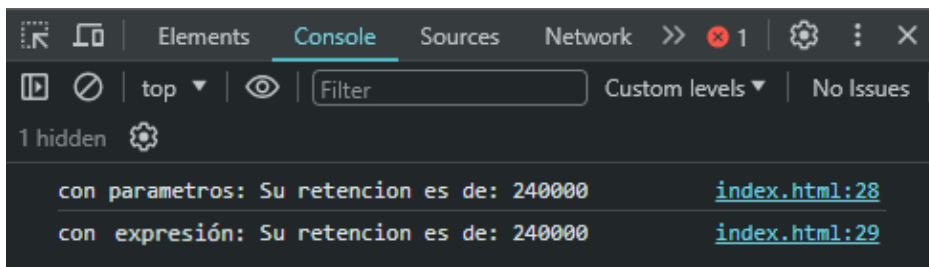 Elements Console Sources Network 1
top Filter Custom levels No Issues
1 hidden
con parametros: Su retencion es de: 240000 index.html:28
con expresión: Su retencion es de: 240000 index.html:29